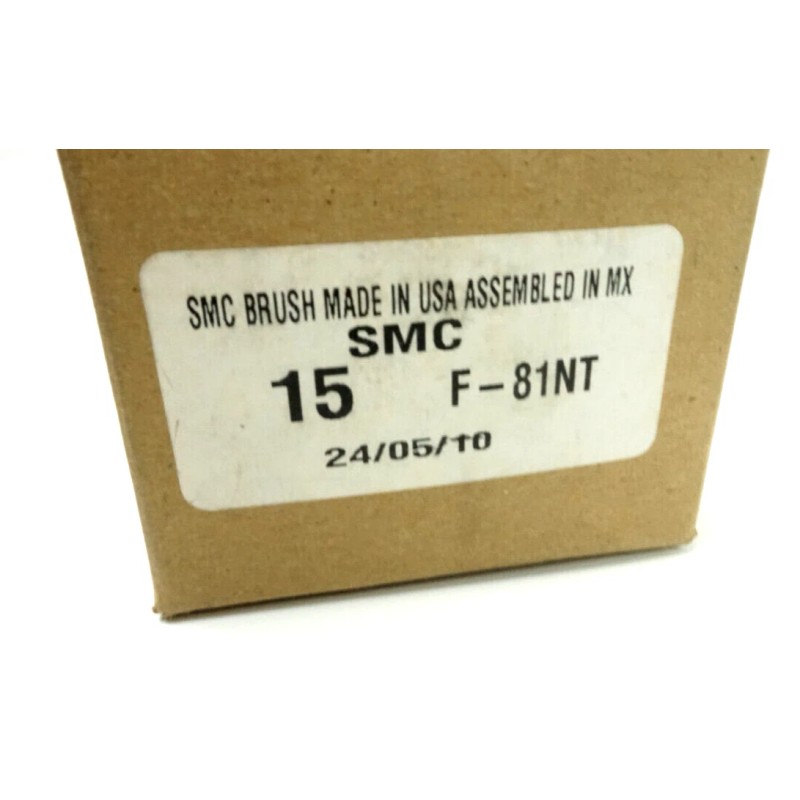 SMC BRUSH MADE IN USA ASSEMBLED IN MX
SMC
15 F-81NT
24/05/10